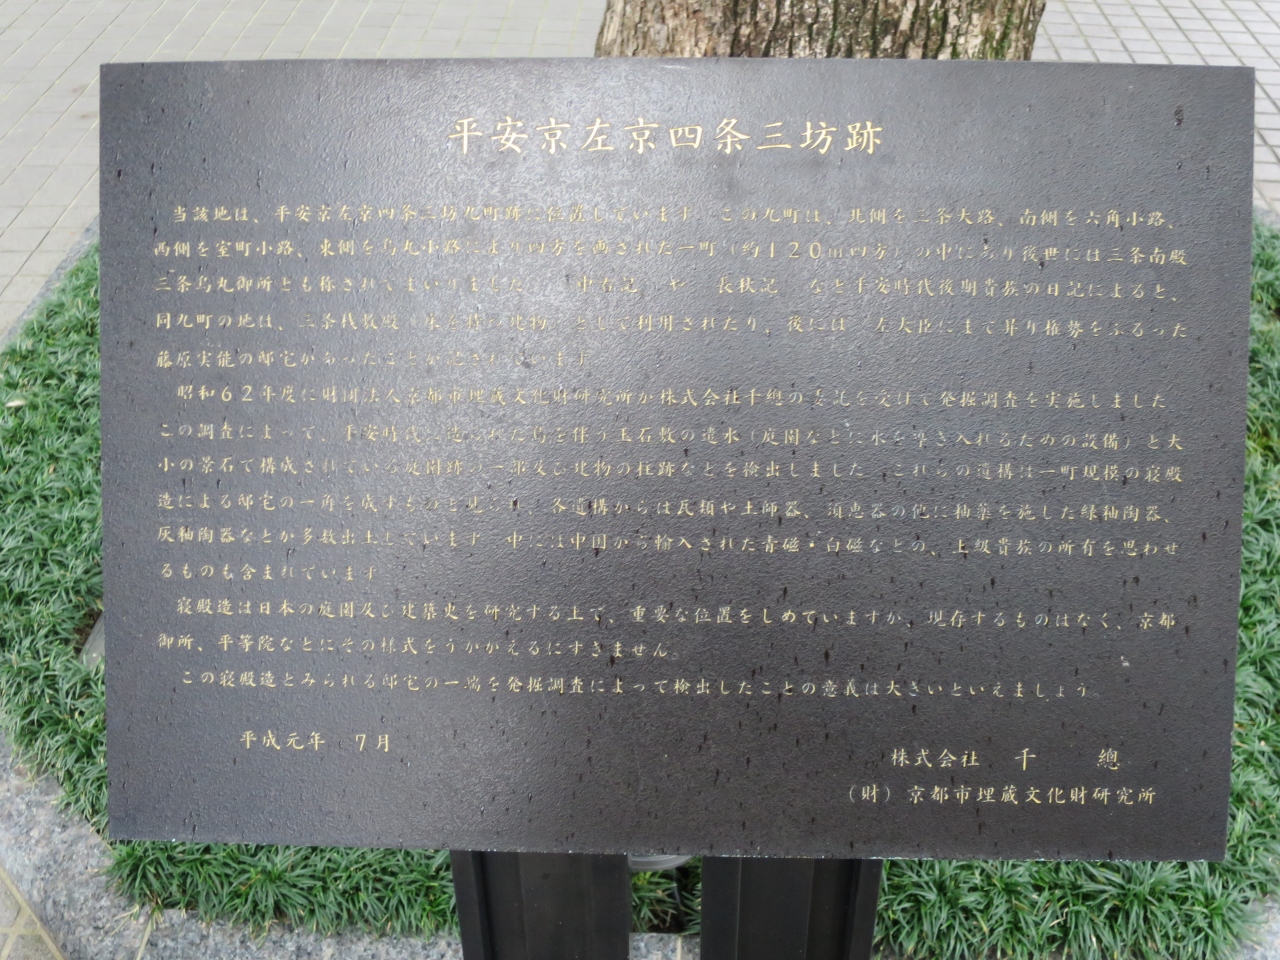 平安京左京四条三坊跡
当該地は、平安京左京四条三坊九町跡に位置しています。この九町は、北側を三条大路、南側を六角小路、
西側を室町小路、東側を烏丸小路により四方を画された一町（約120m四方）の中にあり後世には三条南殿
三条烏丸御所とも称されてまいりました。「中右記」や「長秋記」など平安時代後期貴族の日記によると、
同九町の地は、三条桟敷殿 物 として利用されたり、後には 左大臣にまで昇り権勢をふるった
藤原実能の邸宅があったことが記されています
昭和62年度に財団法人京都市埋蔵文化財研究所が株式会社千總の委託を受けて発掘調査を実施しました
この調査によって、平安時代に造られた島を伴う玉石敷の遣水（庭園などに水を導き入れるための設備）と大
小の景石で構成されている庭園跡の一部及び建物の柱跡などを検出しました これらの遺構は一町規模の寝殿
造による邸宅の一角を成すものと見られ、各遺構からは瓦類や土師器、須恵器の他に釉薬を施した緑釉陶器、
灰釉陶器などが多数出土しています 中には中国から輸入された青磁・白磁などの、上級貴族の所有を思わせ
るものも含まれています
寝殿造は日本の庭園及び建築史を研究する上で、重要な位置をしめていますが、現存するものはなく、京都
御所、平等院などにその様式をうかがえるにすぎません。
この寝殿造とみられる邸宅の一端を発掘調査によって検出したことの意義は大きいといえましょう。
平成元年 7月
株式会社 千 總
（財）京都市埋蔵文化財研究所